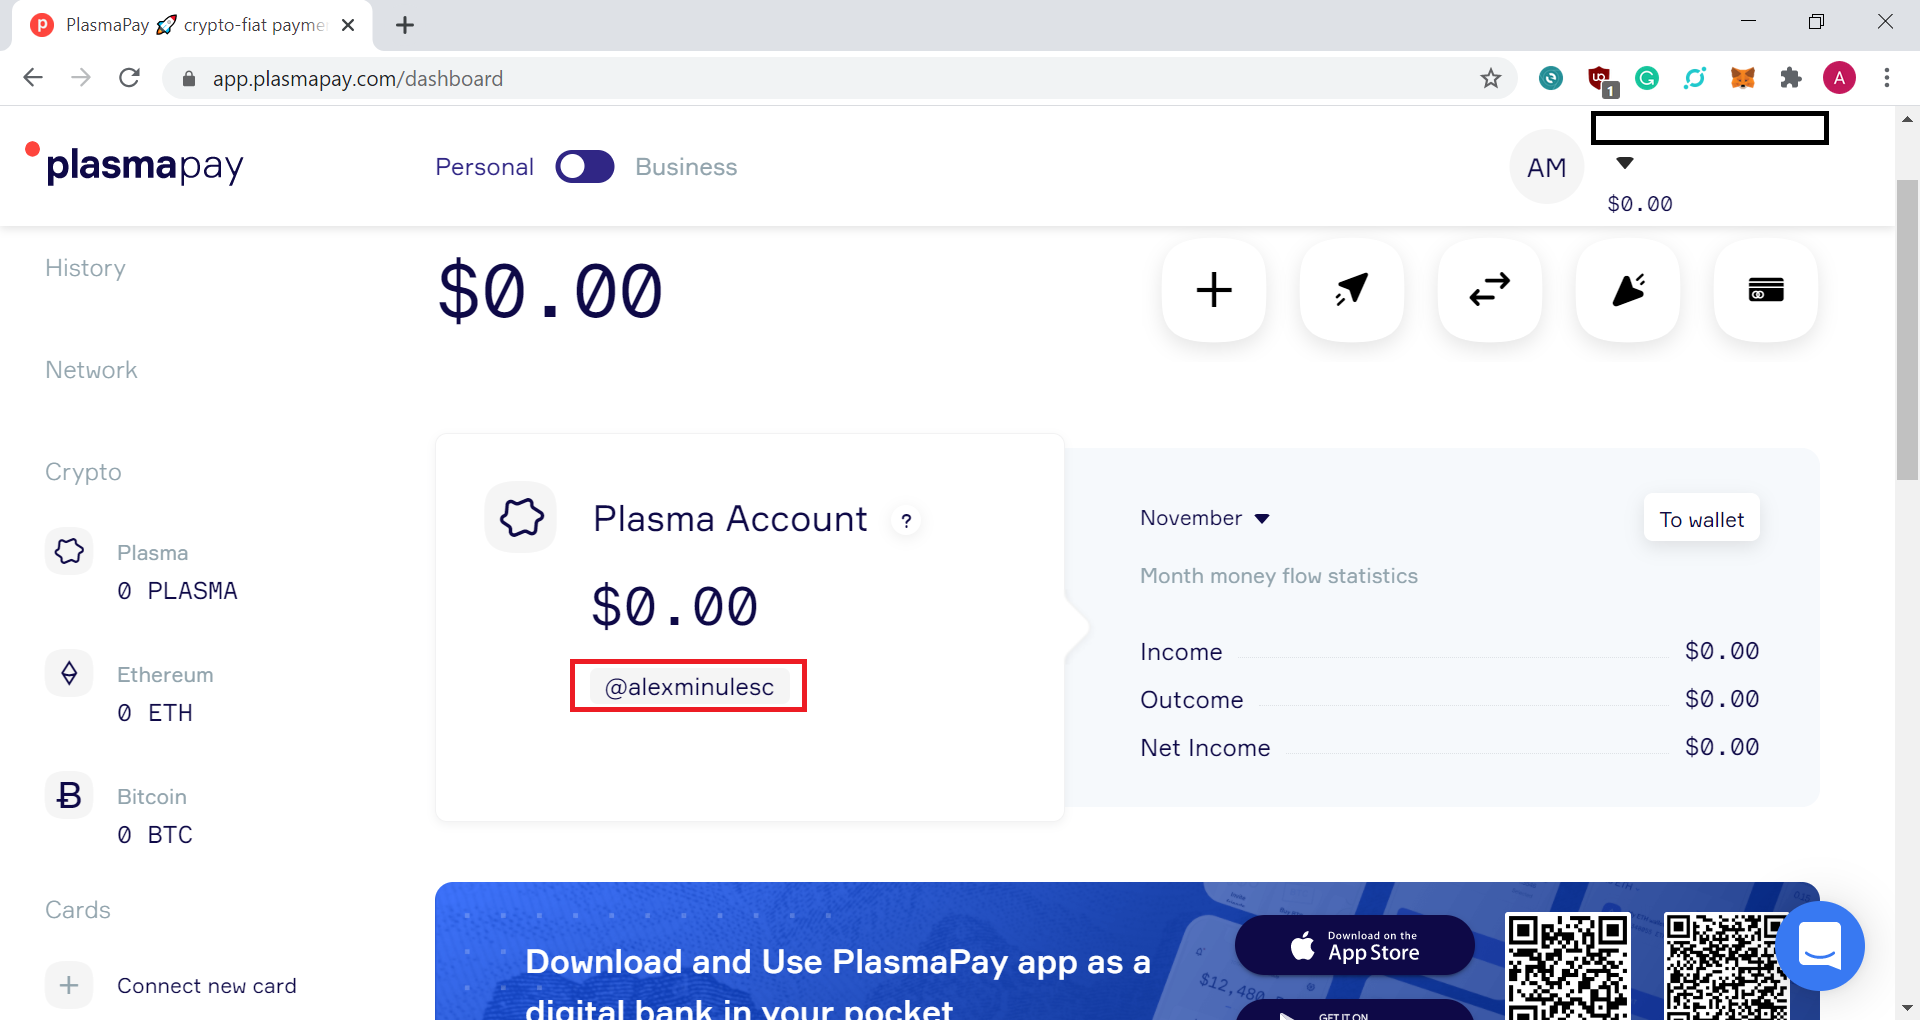 PlasmaPay 🚀 crypto-fiat payme
app.plasmapay.com/dashboard
1
A
plasmapay
Personal
Business
AM
$0.00
History
Network
Crypto
Plasma
0 PLASMA
Ethereum
0 ETH
Bitcoin
0 BTC
Cards
Connect new card
$0.00
Plasma Account ?
$0.00
@alexminulesc
November
To wallet
Month money flow statistics
Income $0.00
Outcome $0.00
Net Income $0.00
Download and Use PlasmaPay app as a
digital bank in your pocket
Download on the
App Store
GET IT ON
$12,480